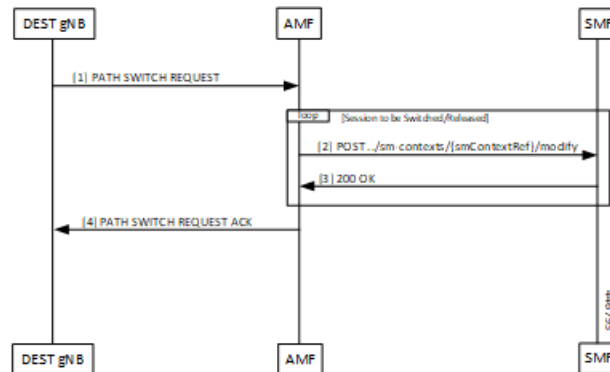 DEST gNB
AMF
SMF
(1) PATH SWITCH REQUEST
loop
[Session to be Switched/Released]
(2) POST../sm-contexts/{smContextRef}/modify
(3) 200 OK
(4) PATH SWITCH REQUEST ACK
DEST gNB
AMF
SMF